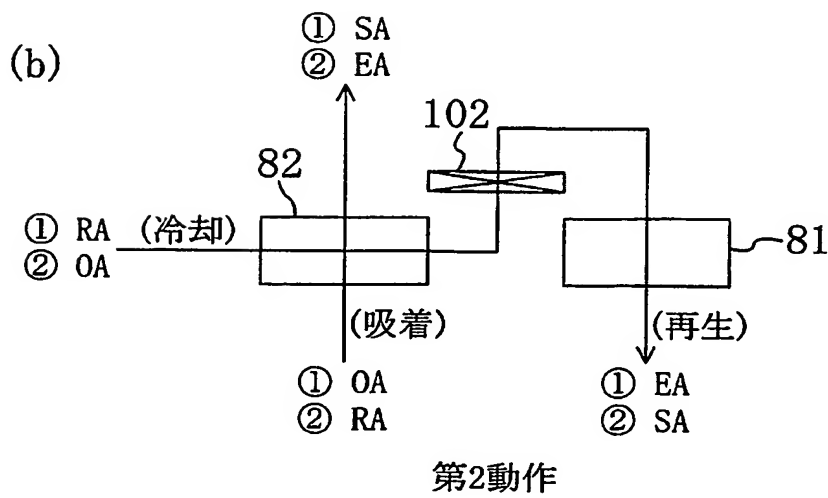 (b)
① SA
② EA
102
82
① RA (冷却)
② OA
81
(吸着)
(再生)
① OA
② RA
① EA
② SA
第2動作